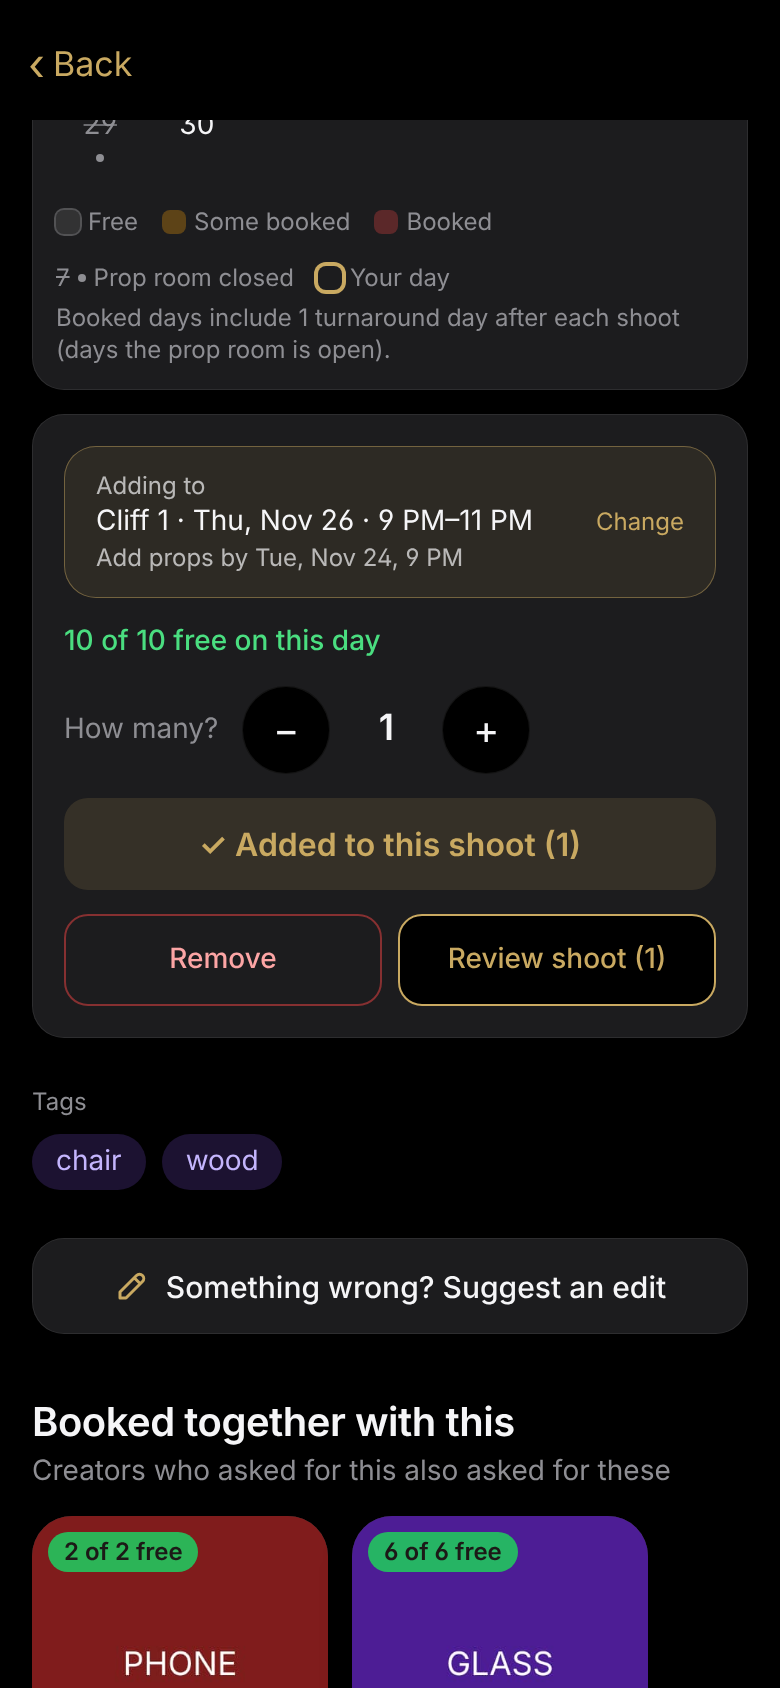 ‹ Back
29 30
Free Some booked Booked
7 • Prop room closed Your day
Booked days include 1 turnaround day after each shoot
(days the prop room is open).
Adding to
Cliff 1 · Thu, Nov 26 · 9 PM–11 PM
Change
Add props by Tue, Nov 24, 9 PM
10 of 10 free on this day
How many? − 1 +
✓ Added to this shoot (1)
Remove Review shoot (1)
Tags
chair wood
Something wrong? Suggest an edit
Booked together with this
Creators who asked for this also asked for these
2 of 2 free 6 of 6 free
PHONE GLASS